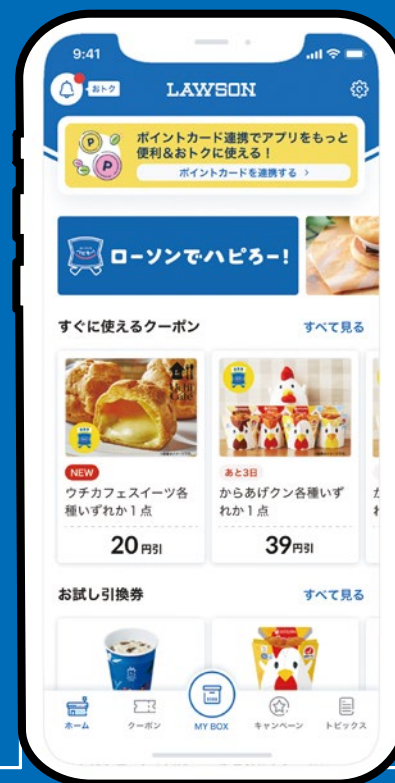 9:41
おトク
LAWSON
ポイントカード連携でアプリをもっと
便利&おトクに使える！
ポイントカードを連携する >
ローソンでハピろー!
すぐに使えるクーポン
すべて見る
Uchi
Café
NEW
ウチカフェスイーツ各
種いずれか1点
20円引
あと3日
からあげクン各種いず
れか1点
39円引
お試し引換券
すべて見る
ホーム
クーポン
MY BOX
キャンペーン
トピックス